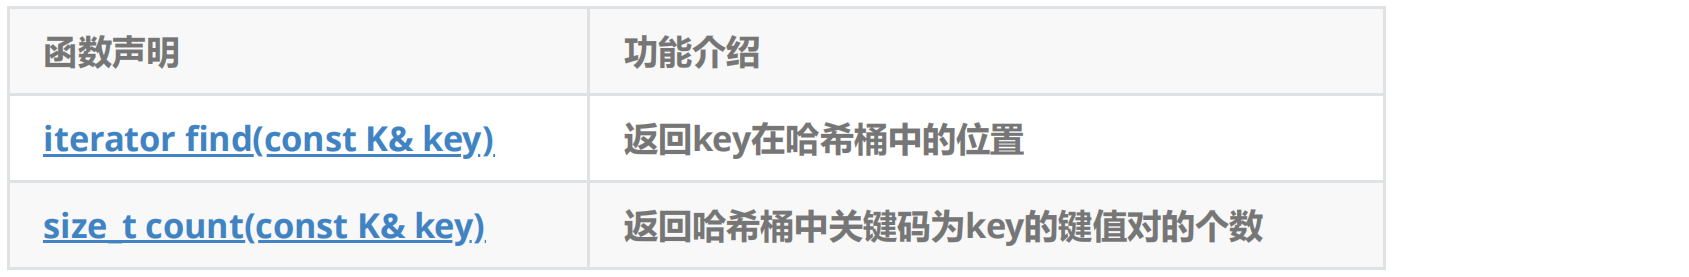 函数声明 功能介绍
iterator find(const K& key) 返回key在哈希桶中的位置
size_t count(const K& key) 返回哈希桶中关键码为key的键值对的个数